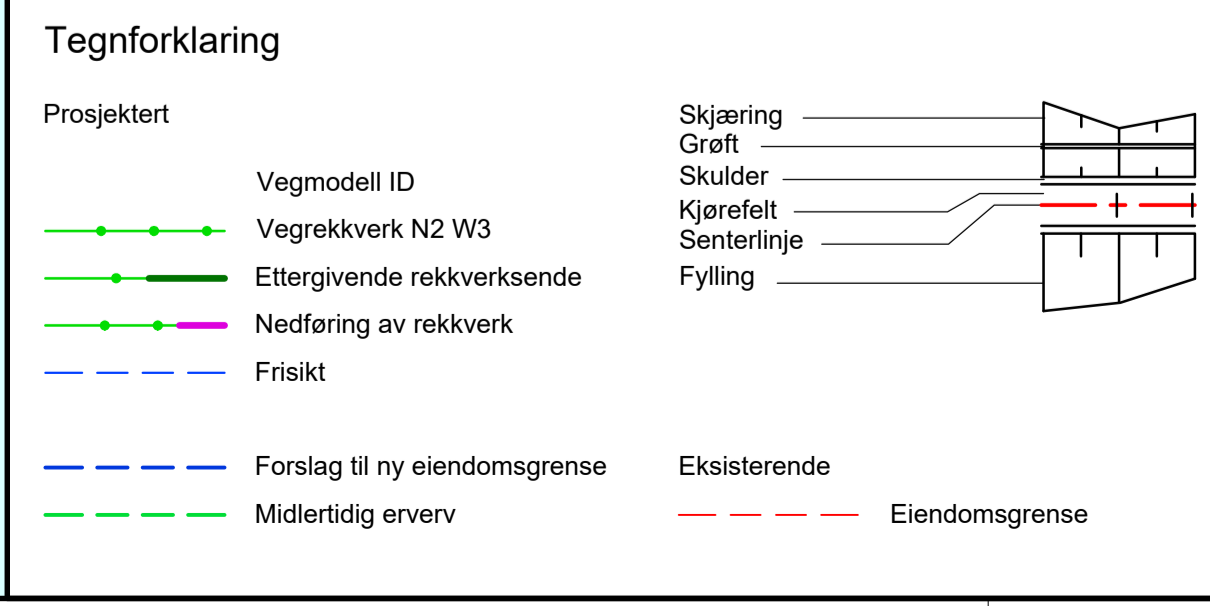 Tegnforklaring
Prosjektert
Vegmodell ID
Vegrekkverk N2 W3
Ettergivende rekkverksende
Nedføring av rekkverk
Frisikt
Forslag til ny eiendomsgrense
Midlertidig erverv
Skjæring
Grøft
Skulder
Kjørefelt
Senterlinje
Fylling
Eksisterende
Eiendomsgrense